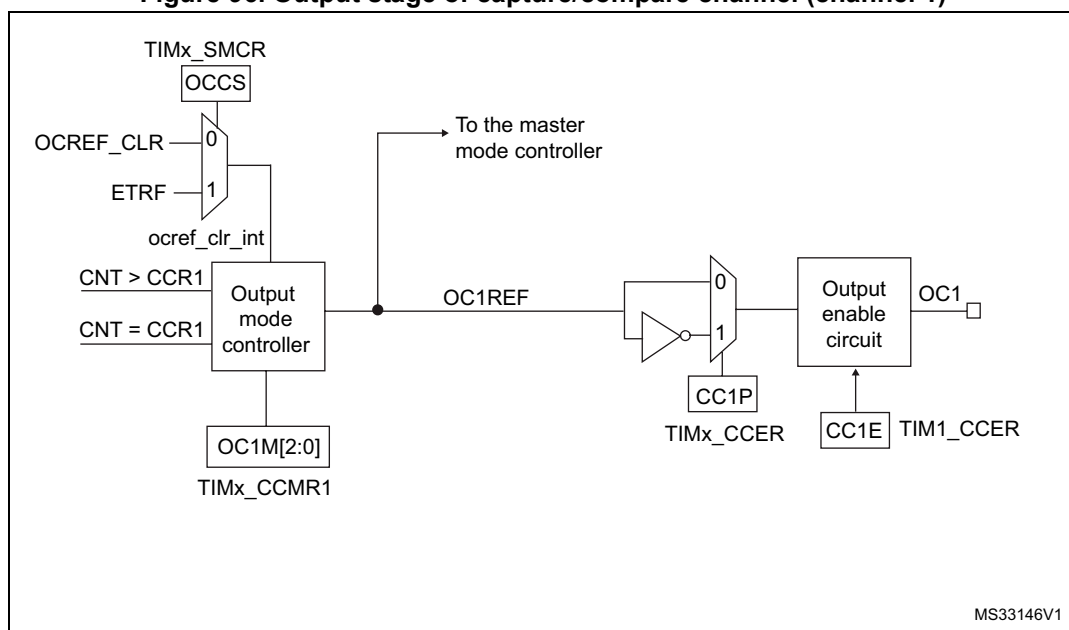 Figure 96. Output stage of capture/compare channel (channel 1)
TIMx_SMCR
OCCS
OCREF_CLR
0
ETRF
1
ocref_clr_int
To the master
mode controller
CNT > CCR1
CNT = CCR1
Output
mode
controller
OC1REF
0
1
Output
enable
circuit
OC1
CC1P
TIMx_CCER
CC1E
TIM1_CCER
OC1M[2:0]
TIMx_CCMR1
MS33146V1